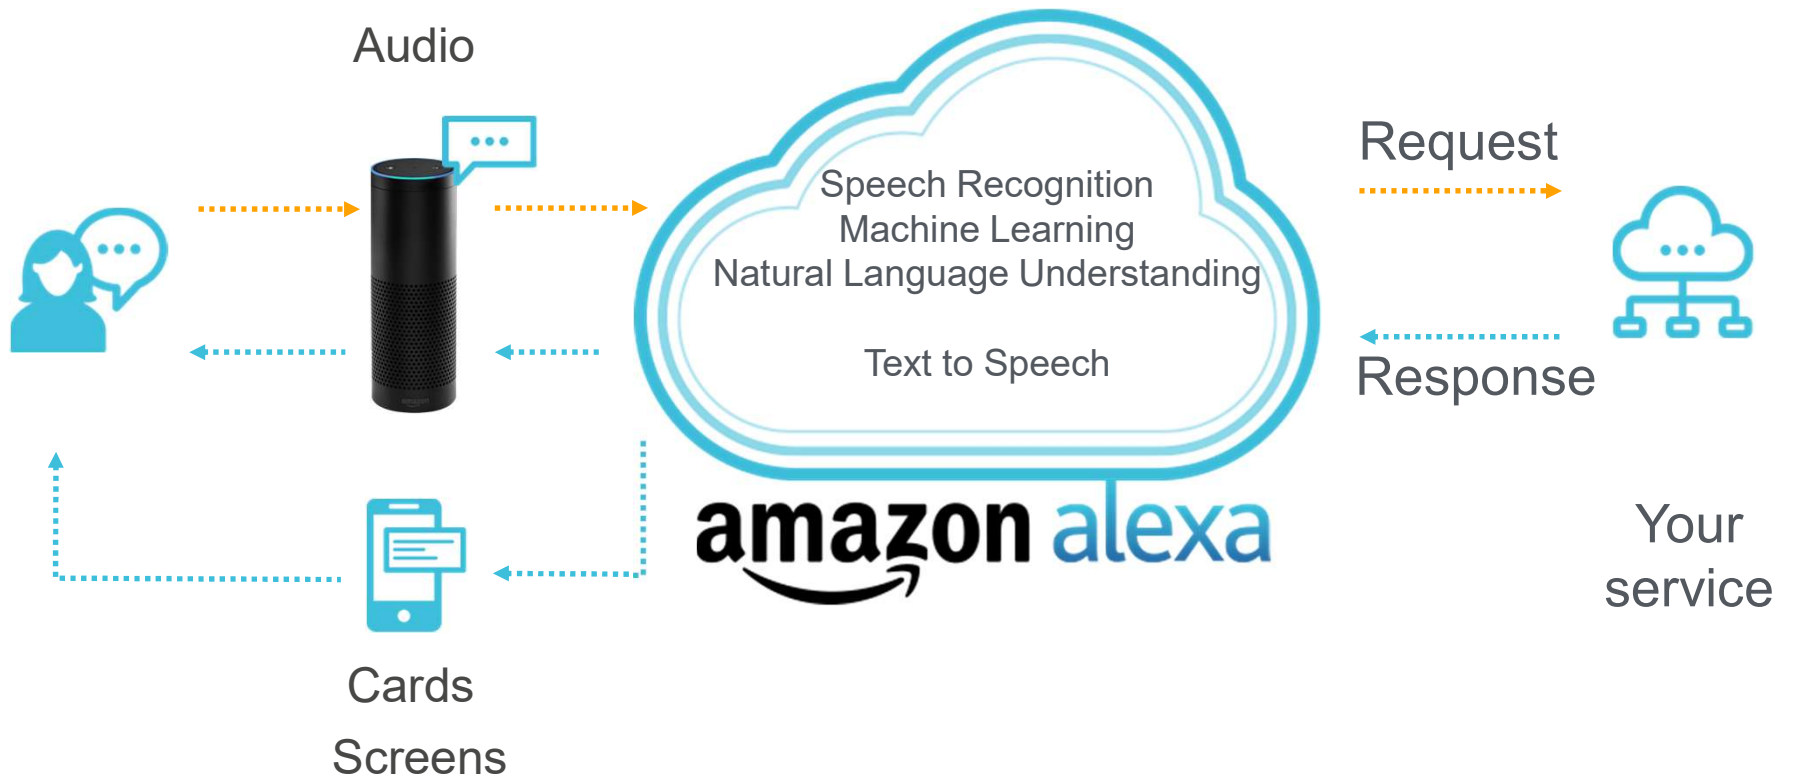 Audio
Speech Recognition
Machine Learning
Natural Language Understanding
Text to Speech
Request
Response
amazon
amazon alexa
Your
service
Cards
Screens